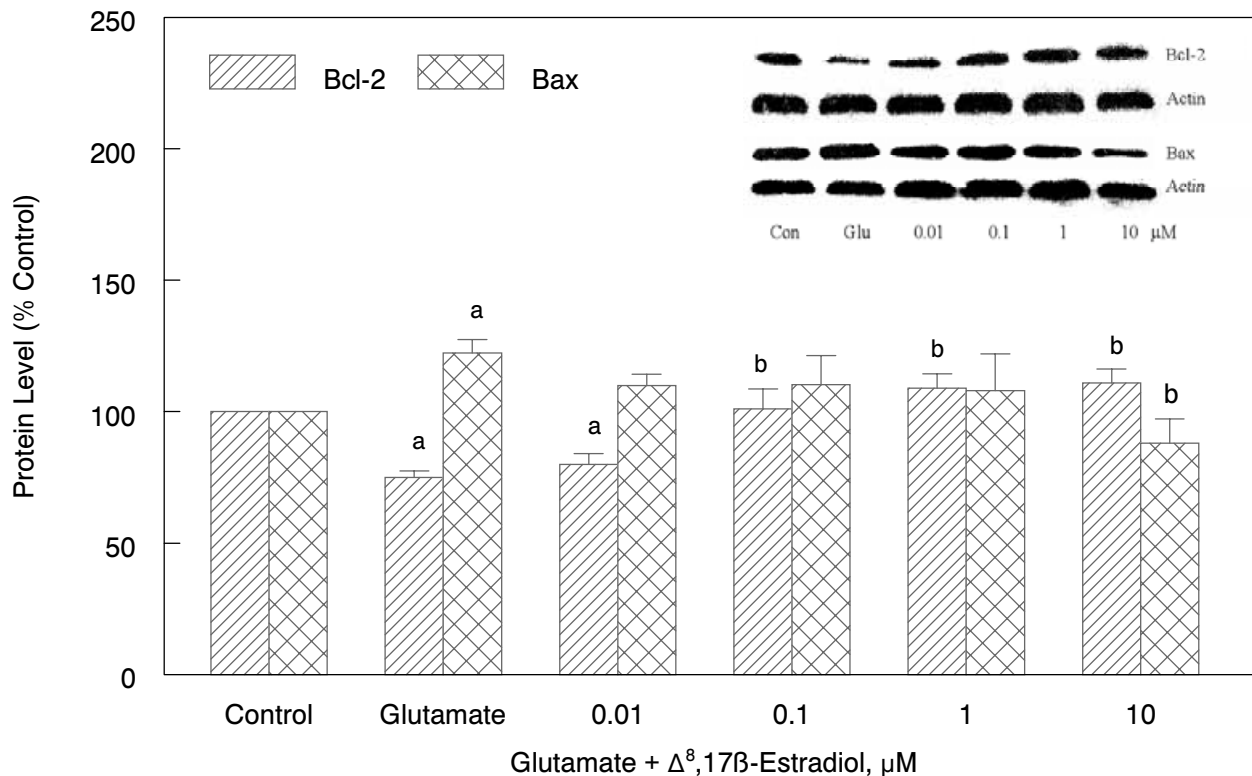 250
200
150
100
50
0
Protein Level (% Control)
Bcl-2 Bax
Bcl-2
Actin
Bax
Actin
Con Glu 0.01 0.1 1 10 µM
a
a
a
b
b
b
b
Control Glutamate 0.01 0.1 1 10
Glutamate + Δ⁸,17ß-Estradiol, µM